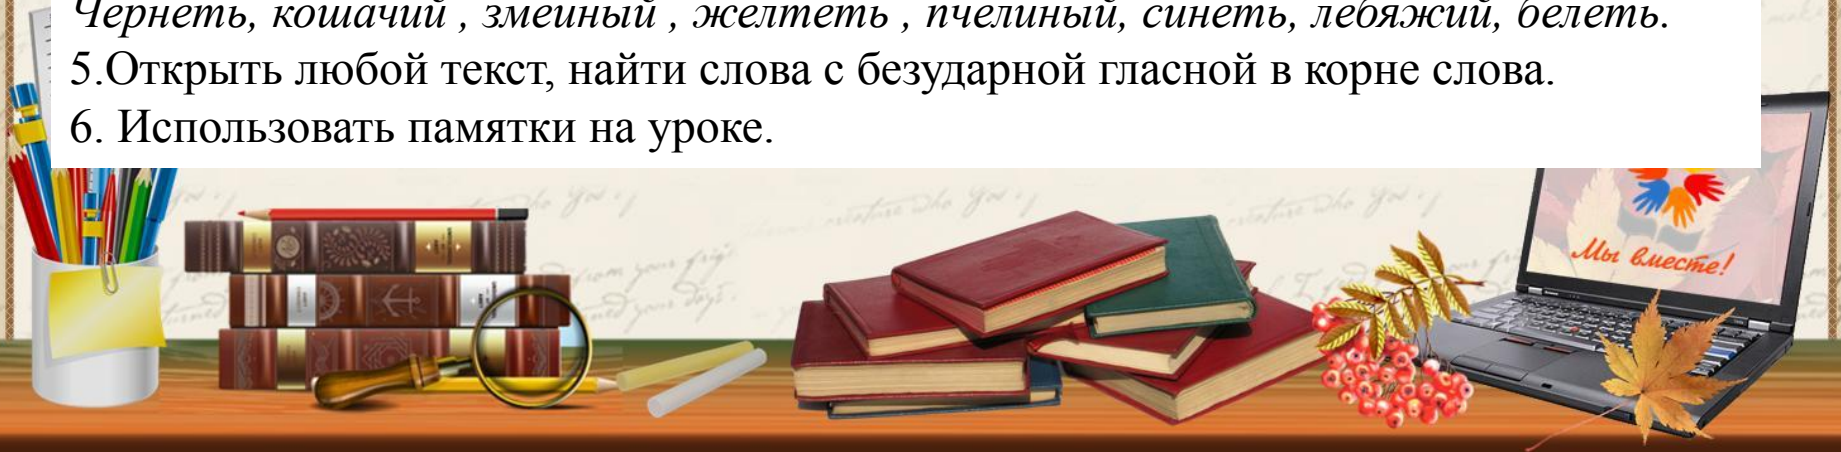 Чернеть, кошачий , змеиный , желтеть , пчелиный, синеть, лебяжий, белеть.
5.Открыть любой текст, найти слова с безударной гласной в корне слова.
6. Использовать памятки на уроке.
Мы вместе!